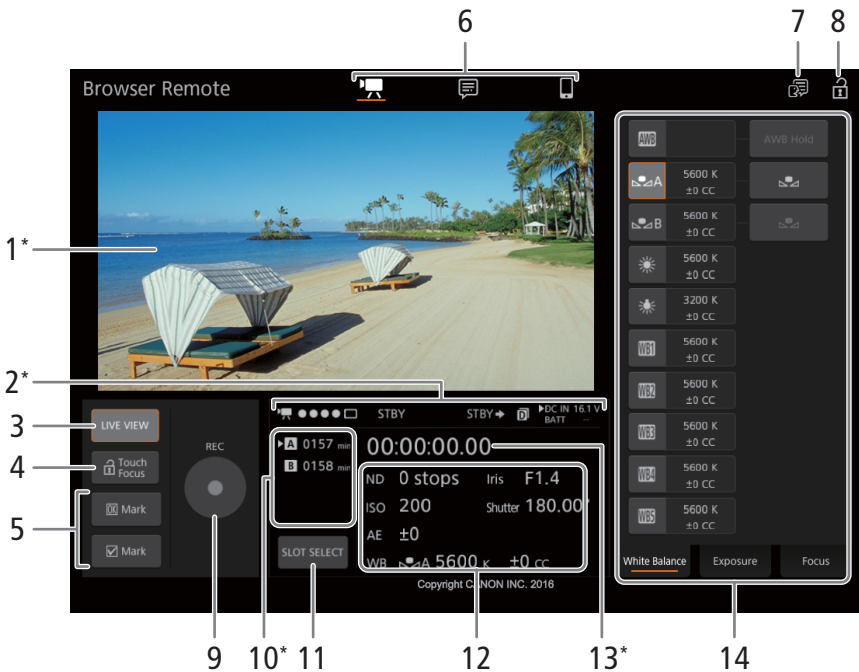 6
7
8
Browser Remote
1*
AWB
AWB Hold
A
5600 K
±0 CC
B
5600 K
±0 CC
5600 K
±0 CC
3200 K
±0 CC
WB1
5600 K
±0 CC
WB2
5600 K
±0 CC
WB3
5600 K
±0 CC
WB4
5600 K
±0 CC
WB5
5600 K
±0 CC
White Balance
Exposure
Focus
2*
STBY
STBY
D
DC IN 16.1 V
BATT --
3
LIVE VIEW
4
Touch
Focus
5
OK Mark
Mark
REC
A 0157 min
B 0158 min
SLOT SELECT
00:00:00.00
ND 0 stops Iris F1.4
ISO 200 Shutter 180.00°
AE ±0
WB A 5600 K ±0 CC
Copyright CANON INC. 2016
9
10*
11
12
13*
14